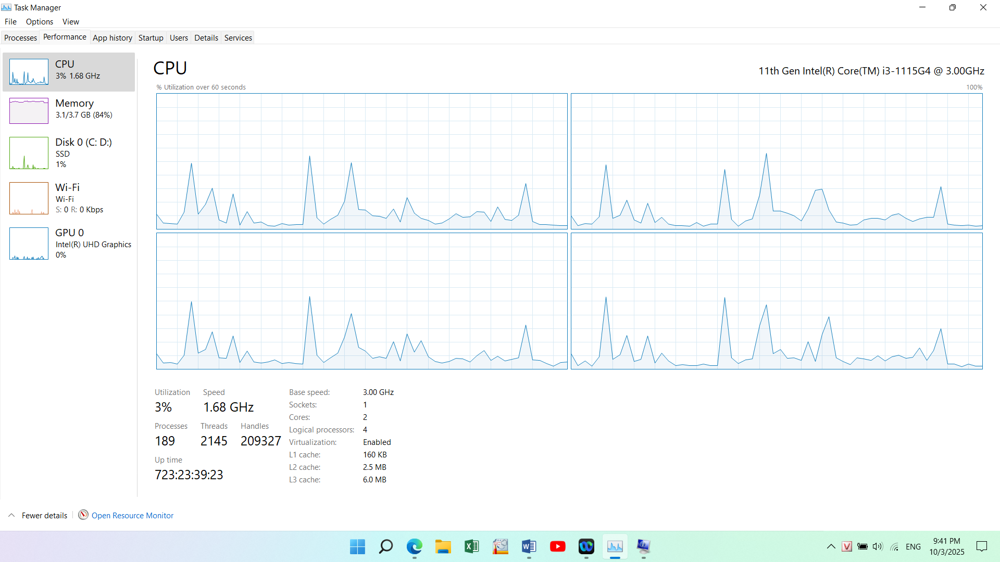 Task Manager
File Options View
Processes Performance App history Startup Users Details Services
CPU
3% 1.68 GHz
Memory
3.1/3.7 GB (84%)
Disk 0 (C: D:)
SSD
1%
Wi-Fi
Wi-Fi
S: 0 R: 0 Kbps
GPU 0
Intel(R) UHD Graphics
0%
CPU
11th Gen Intel(R) Core(TM) i3-1115G4 @ 3.00GHz
% Utilization over 60 seconds 100%
Utilization Speed
3% 1.68 GHz
Processes Threads Handles
189 2145 209327
Up time
723:23:39:23
Base speed: 3.00 GHz
Sockets: 1
Cores: 2
Logical processors: 4
Virtualization: Enabled
L1 cache: 160 KB
L2 cache: 2.5 MB
L3 cache: 6.0 MB
Fewer details Open Resource Monitor
ENG
9:41 PM
10/3/2025